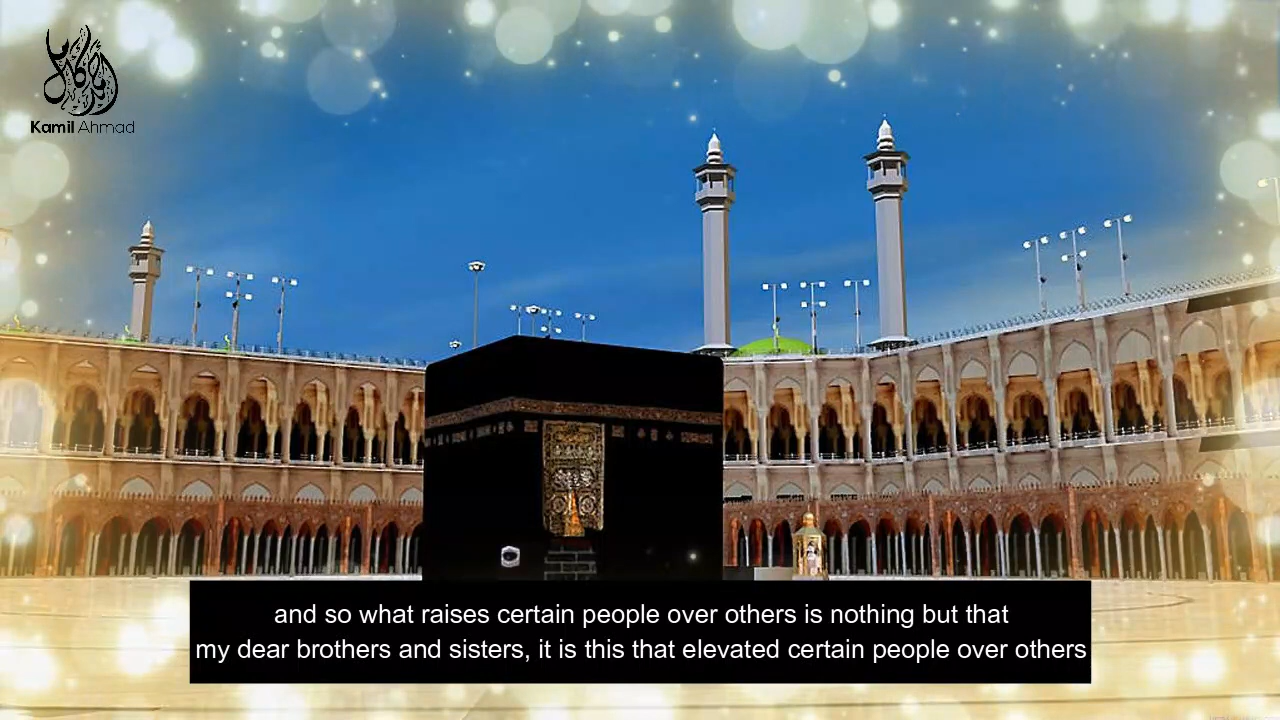 Kamil Ahmad
and so what raises certain people over others is nothing but that
my dear brothers and sisters, it is this that elevated certain people over others